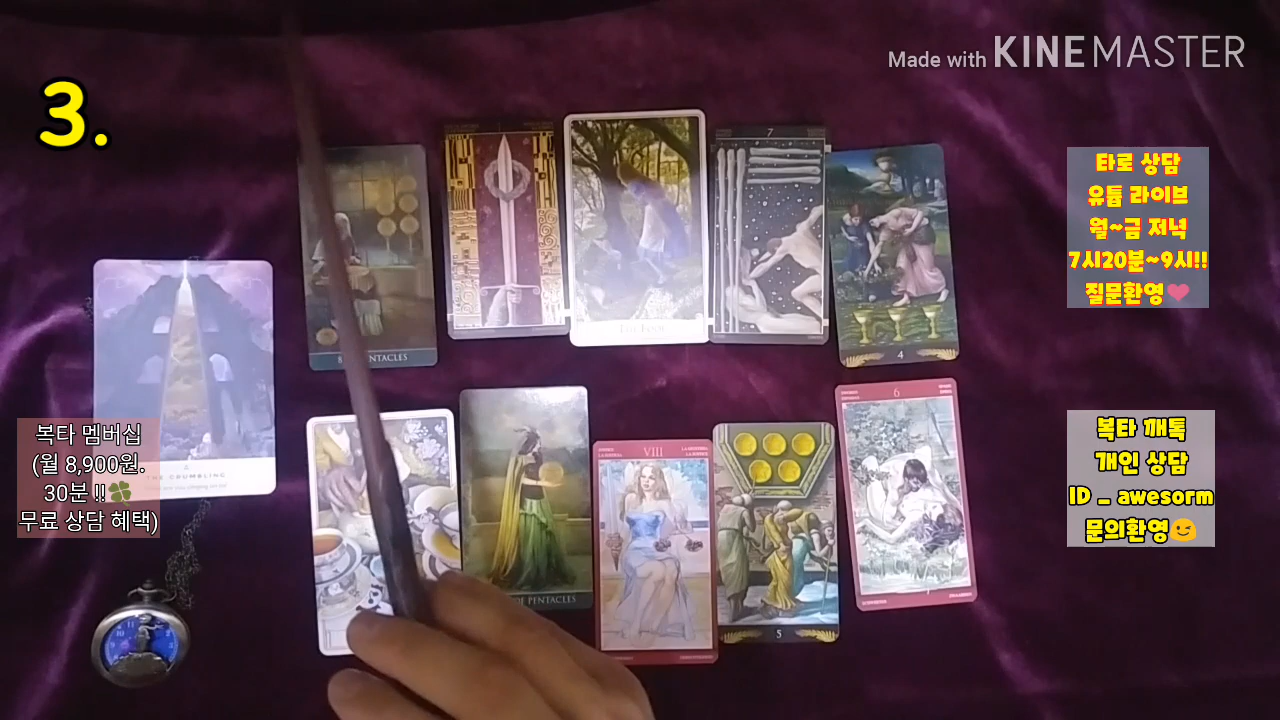 Made with KINEMASTER
3.
타로 상담
유튭 라이브
월~금 저녁
7시20분~9시!!
질문환영❤
7
THE FOOL
8 PENTACLES
4
THE CRUMBLING
복타 멤버십
(월 8,900원.
30분!!🍀
무료 상담 혜택)
복타 깨톡
개인 상담
ID _ awesorm
문의환영😉
6
VIII
OF PENTACLES
5